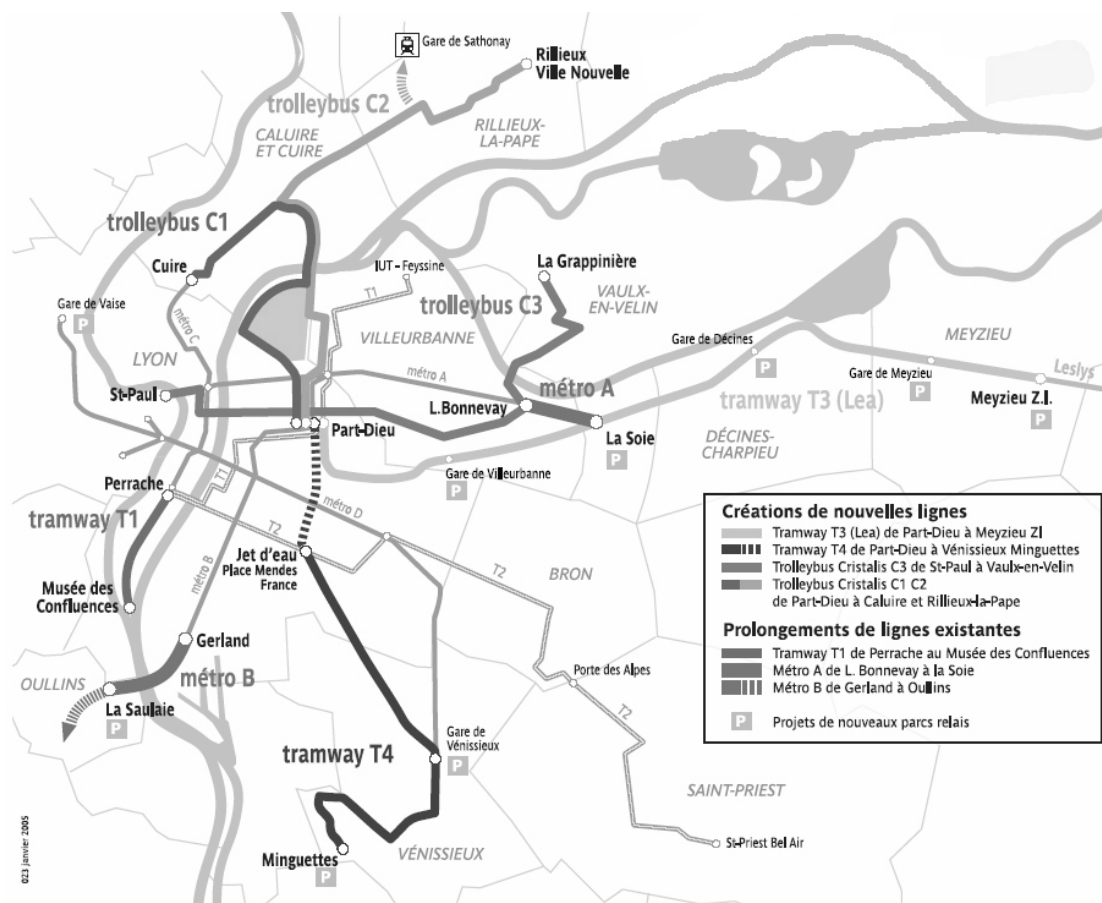 Gare de Sathonay
Rillieux
Ville Nouvelle
trolleybus C2
CALUIRE
ET CUIRE
RILLIEUX-
LA-PAPE
trolleybus C1
Cuire
IUT – Feyssine
La Grappinière
T1
trolleybus C3
VAULX-
EN-VELIN
Gare de Vaise
P
métro C
VILLEURBANNE
LYON
Gare de Décines
P
MEYZIEU
Gare de Meyzieu
P
Leslys
Meyzieu Z.I.
P
St-Paul
métro A
métro A
L.Bonnevay
tramway T3 (Lea)
Part-Dieu
La Soie
P
DÉCINES-
CHARPIEU
Gare de Villeurbanne
P
T1
Perrache
métro D
tramway T1
T2
Jet d'eau
Place Mendes
France
T2
BRON
métro B
Musée des
Confluences
Gerland
OULLINS
métro B
La Saulaie
P
Porte des Alpes
T2
Gare de
Vénissieux
P
tramway T4
SAINT-PRIEST
St-Priest Bel Air
Minguettes
P
VÉNISSIEUX
023 janvier 2005
Créations de nouvelles lignes
Tramway T3 (Lea) de Part-Dieu à Meyzieu ZI
Tramway T4 de Part-Dieu à Vénissieux Minguettes
Trolleybus Cristalis C3 de St-Paul à Vaulx-en-Velin
Trolleybus Cristalis C1 C2
de Part-Dieu à Caluire et Rillieux-la-Pape
Prolongements de lignes existantes
Tramway T1 de Perrache au Musée des Confluences
Métro A de L. Bonnevay à la Soie
Métro B de Gerland à Oullins
P Projets de nouveaux parcs relais